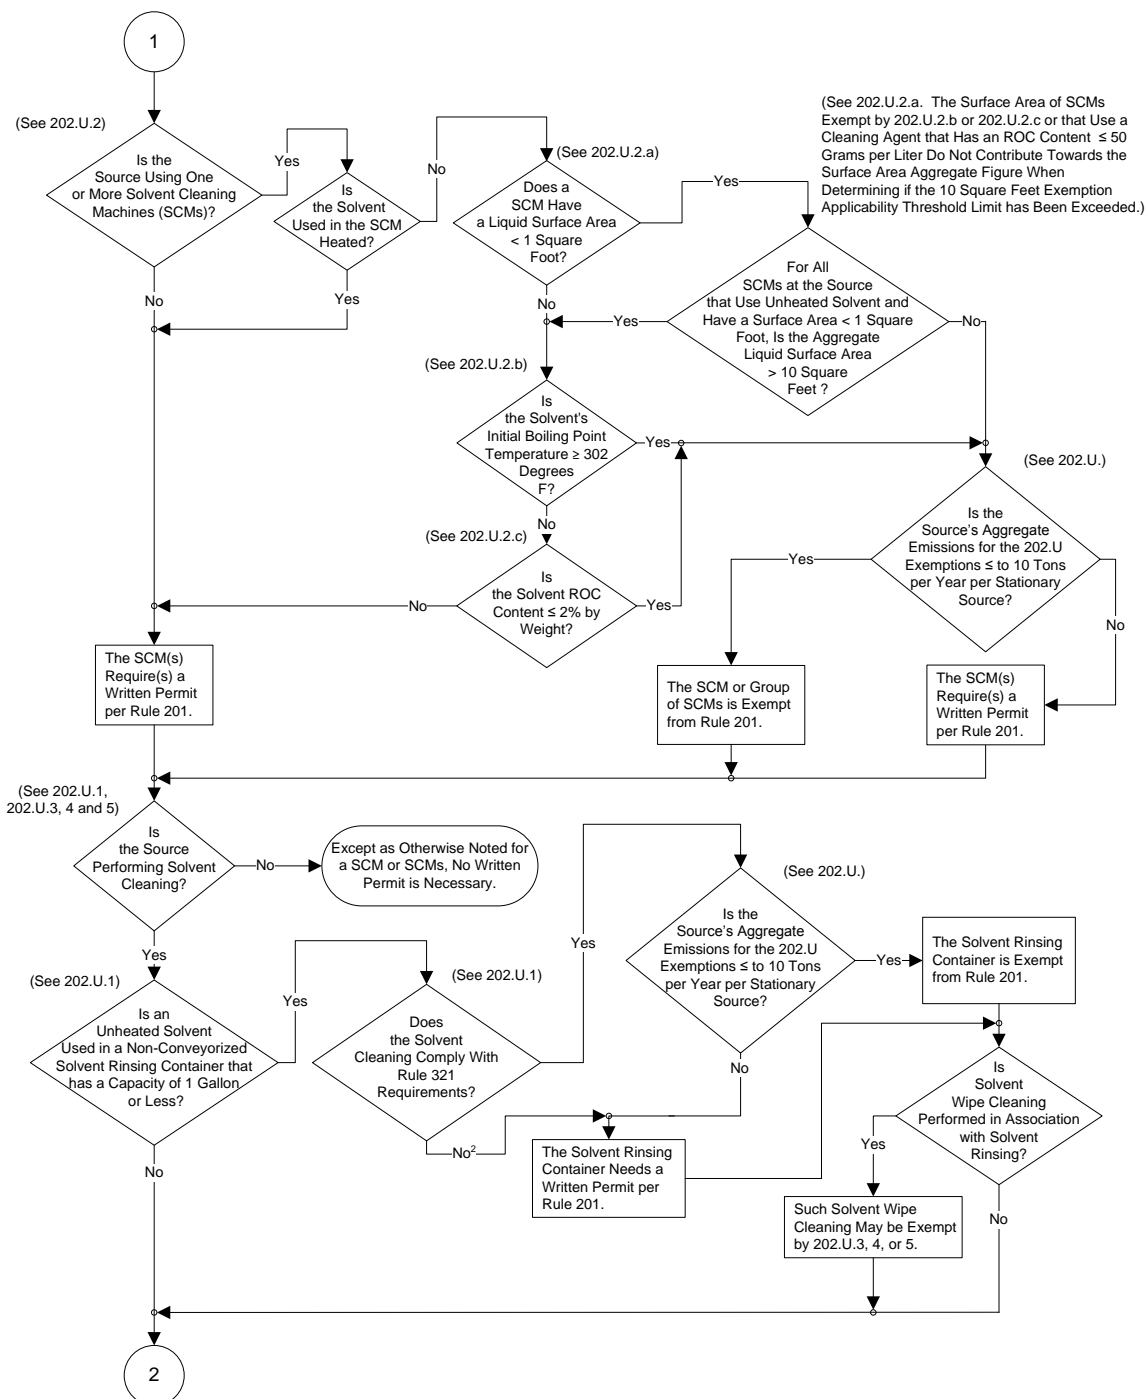 1
(See 202.U.2)
Is the
Source Using One
or More Solvent Cleaning
Machines (SCMs)?
Yes
No
Is
the Solvent
Used in the SCM
Heated?
No
Yes
(See 202.U.2.a)
Does a
SCM Have
a Liquid Surface Area
< 1 Square
Foot?
Yes
No
(See 202.U.2.a. The Surface Area of SCMs
Exempt by 202.U.2.b or 202.U.2.c or that Use a
Cleaning Agent that Has an ROC Content ≤ 50
Grams per Liter Do Not Contribute Towards the
Surface Area Aggregate Figure When
Determining if the 10 Square Feet Exemption
Applicability Threshold Limit has Been Exceeded.)
For All
SCMs at the Source
that Use Unheated Solvent and
Have a Surface Area < 1 Square
Foot, Is the Aggregate
Liquid Surface Area
> 10 Square
Feet ?
Yes
No
(See 202.U.2.b)
Is
the Solvent's
Initial Boiling Point
Temperature ≥ 302
Degrees
F?
Yes
No
(See 202.U.2.c)
Is
the Solvent ROC
Content ≤ 2% by
Weight?
No
Yes
(See 202.U.)
Is the
Source's Aggregate
Emissions for the 202.U
Exemptions ≤ to 10 Tons
per Year per Stationary
Source?
Yes
No
The SCM(s)
Require(s) a
Written Permit
per Rule 201.
The SCM or Group
of SCMs is Exempt
from Rule 201.
The SCM(s)
Require(s) a
Written Permit
per Rule 201.
(See 202.U.1,
202.U.3, 4 and 5)
Is
the Source
Performing Solvent
Cleaning?
No
Yes
Except as Otherwise Noted for
a SCM or SCMs, No Written
Permit is Necessary.
(See 202.U.1)
Is an
Unheated Solvent
Used in a Non-Conveyorized
Solvent Rinsing Container that
has a Capacity of 1 Gallon
or Less?
Yes
No
(See 202.U.1)
Does
the Solvent
Cleaning Comply With
Rule 321
Requirements?
Yes
No²
(See 202.U.)
Is the
Source's Aggregate
Emissions for the 202.U
Exemptions ≤ to 10 Tons
per Year per Stationary
Source?
Yes
No
The Solvent Rinsing
Container is Exempt
from Rule 201.
The Solvent Rinsing
Container Needs a
Written Permit per
Rule 201.
Is
Solvent
Wipe Cleaning
Performed in Association
with Solvent
Rinsing?
Yes
No
Such Solvent Wipe
Cleaning May be Exempt
by 202.U.3, 4, or 5.
2